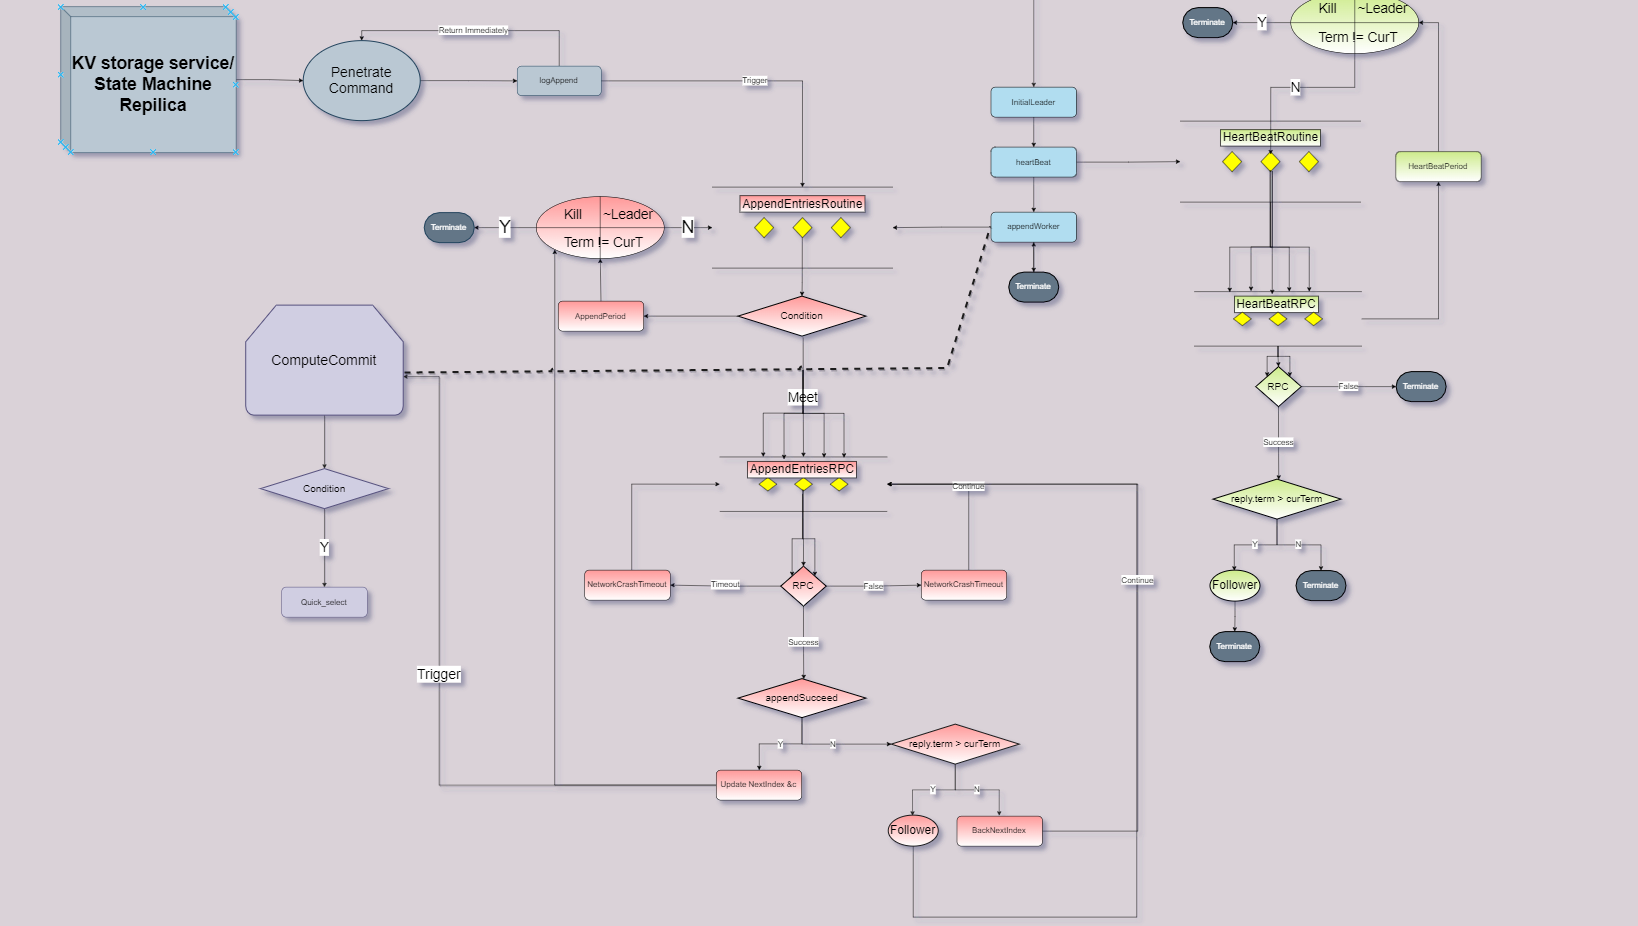 Return Immediately
KV storage service/
State Machine
Repilica
Penetrate
Command
logAppend
Trigger
InitialLeader
heartBeat
appendWorker
Terminate
Terminate
Y
Kill
~Leader
Term != CurT
N
HeartBeatRoutine
HeartBeatPeriod
HeartBeatRPC
RPC
False
Terminate
Success
reply.term > curTerm
Y
N
Follower
Terminate
Terminate
AppendEntriesRoutine
Terminate
Y
Kill
~Leader
Term != CurT
N
AppendPeriod
Condition
Meet
AppendEntriesRPC
Continue
NetworkCrashTimeout
Timeout
RPC
False
NetworkCrashTimeout
Continue
Success
appendSucceed
Y
N
reply.term > curTerm
Update NextIndex &c
Y
N
Follower
BackNextIndex
ComputeCommit
Condition
Y
Quick_select
Trigger